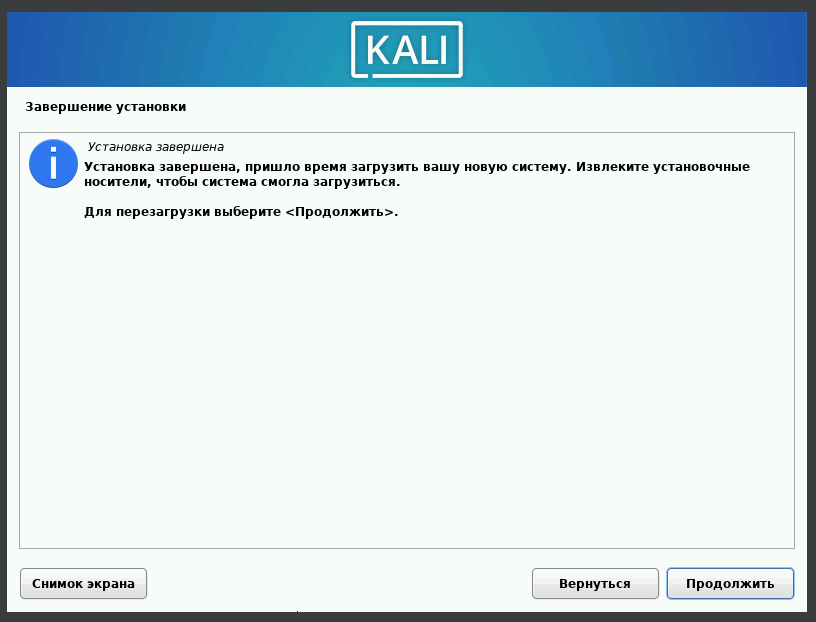 KALI
Завершение установки
Установка завершена
Установка завершена, пришло время загрузить вашу новую систему. Извлеките установочные
носители, чтобы система смогла загрузиться.
Для перезагрузки выберите <Продолжить>.
Снимок экрана
Вернуться
Продолжить